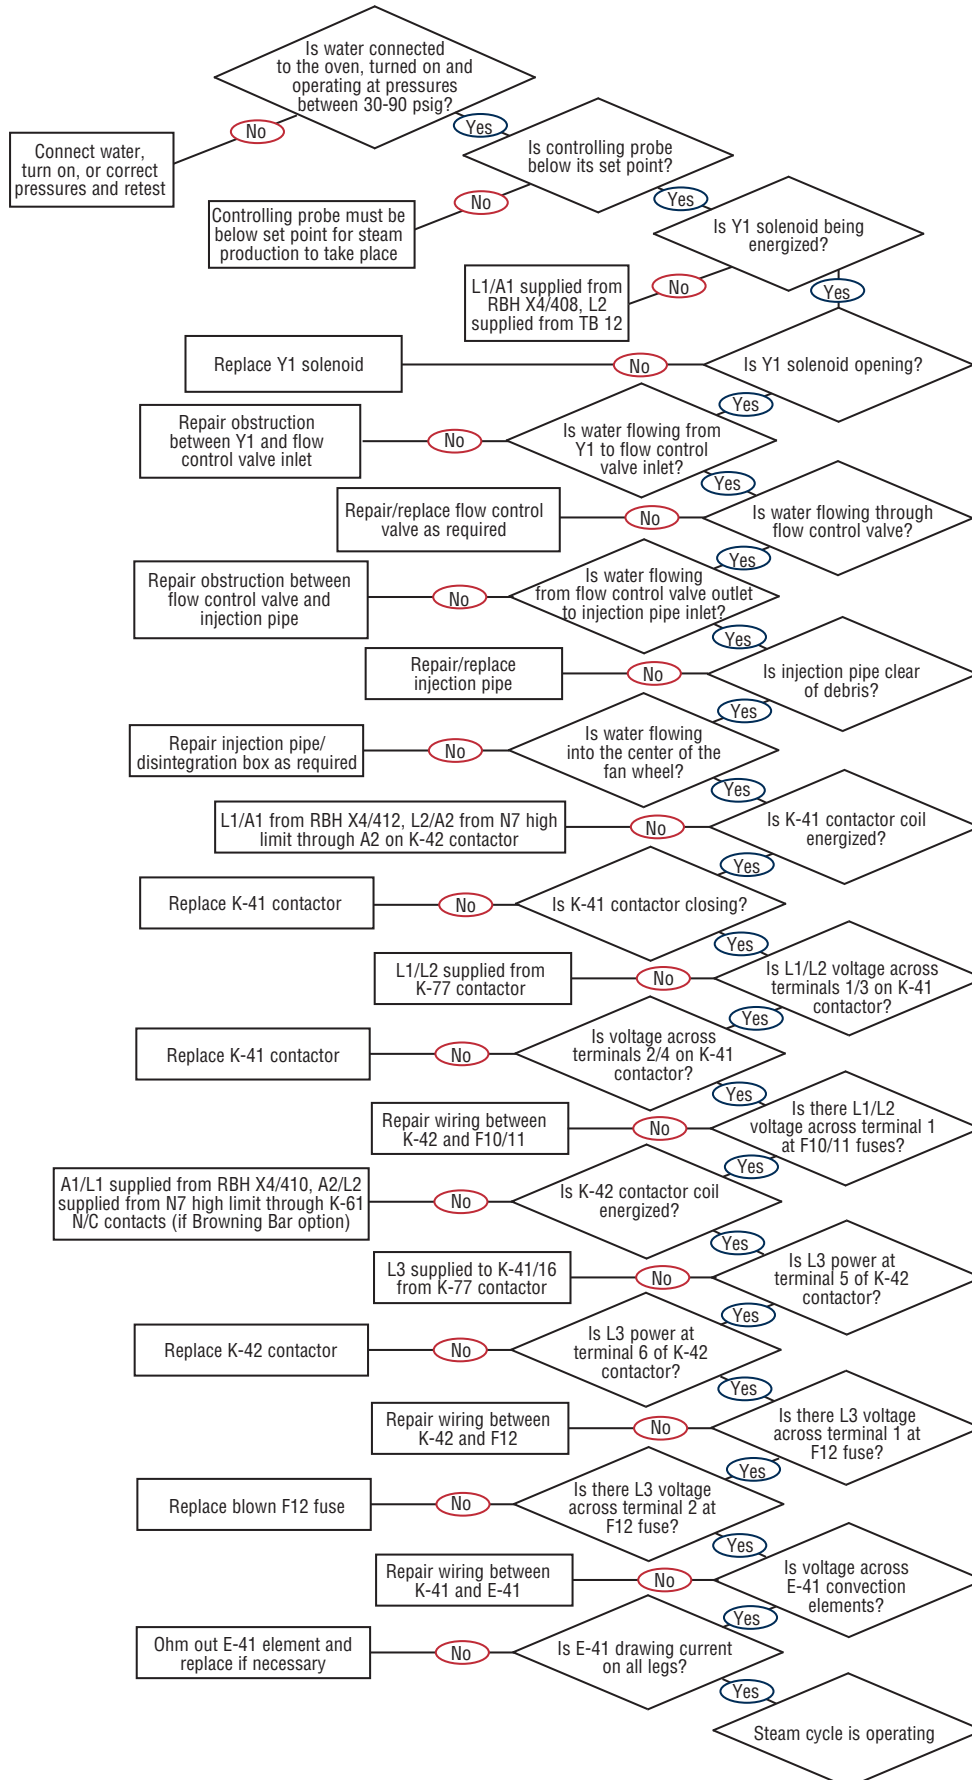 Is water connected
to the oven, turned on and
operating at pressures
between 30-90 psig?
No
Yes
Connect water,
turn on, or correct
pressures and retest
Is controlling probe
below its set point?
No
Yes
Controlling probe must be
below set point for steam
production to take place
Is Y1 solenoid being
energized?
No
Yes
L1/A1 supplied from
RBH X4/408, L2
supplied from TB 12
Is Y1 solenoid opening?
No
Yes
Replace Y1 solenoid
Is water flowing from
Y1 to flow control
valve inlet?
No
Yes
Repair obstruction
between Y1 and flow
control valve inlet
Is water flowing through
flow control valve?
No
Yes
Repair/replace flow control
valve as required
Is water flowing
from flow control valve outlet
to injection pipe inlet?
No
Yes
Repair obstruction between
flow control valve and
injection pipe
Is injection pipe clear
of debris?
No
Yes
Repair/replace
injection pipe
Is water flowing
into the center of the
fan wheel?
No
Yes
Repair injection pipe/
disintegration box as required
Is K-41 contactor coil
energized?
No
Yes
L1/A1 from RBH X4/412, L2/A2 from N7 high
limit through A2 on K-42 contactor
Is K-41 contactor closing?
No
Yes
Replace K-41 contactor
Is L1/L2 voltage across
terminals 1/3 on K-41
contactor?
No
Yes
L1/L2 supplied from
K-77 contactor
Is voltage across
terminals 2/4 on K-41
contactor?
No
Yes
Replace K-41 contactor
Is there L1/L2
voltage across terminal 1
at F10/11 fuses?
No
Yes
Repair wiring between
K-42 and F10/11
Is K-42 contactor coil
energized?
No
Yes
A1/L1 supplied from RBH X4/410, A2/L2
supplied from N7 high limit through K-61
N/C contacts (if Browning Bar option)
Is L3 power at
terminal 5 of K-42
contactor?
No
Yes
L3 supplied to K-41/16
from K-77 contactor
Is L3 power at
terminal 6 of K-42
contactor?
No
Yes
Replace K-42 contactor
Is there L3 voltage
across terminal 1 at
F12 fuse?
No
Yes
Repair wiring between
K-42 and F12
Is there L3 voltage
across terminal 2 at
F12 fuse?
No
Yes
Replace blown F12 fuse
Is voltage across
E-41 convection
elements?
No
Yes
Repair wiring between
K-41 and E-41
Is E-41 drawing current
on all legs?
No
Yes
Ohm out E-41 element and
replace if necessary
Steam cycle is operating